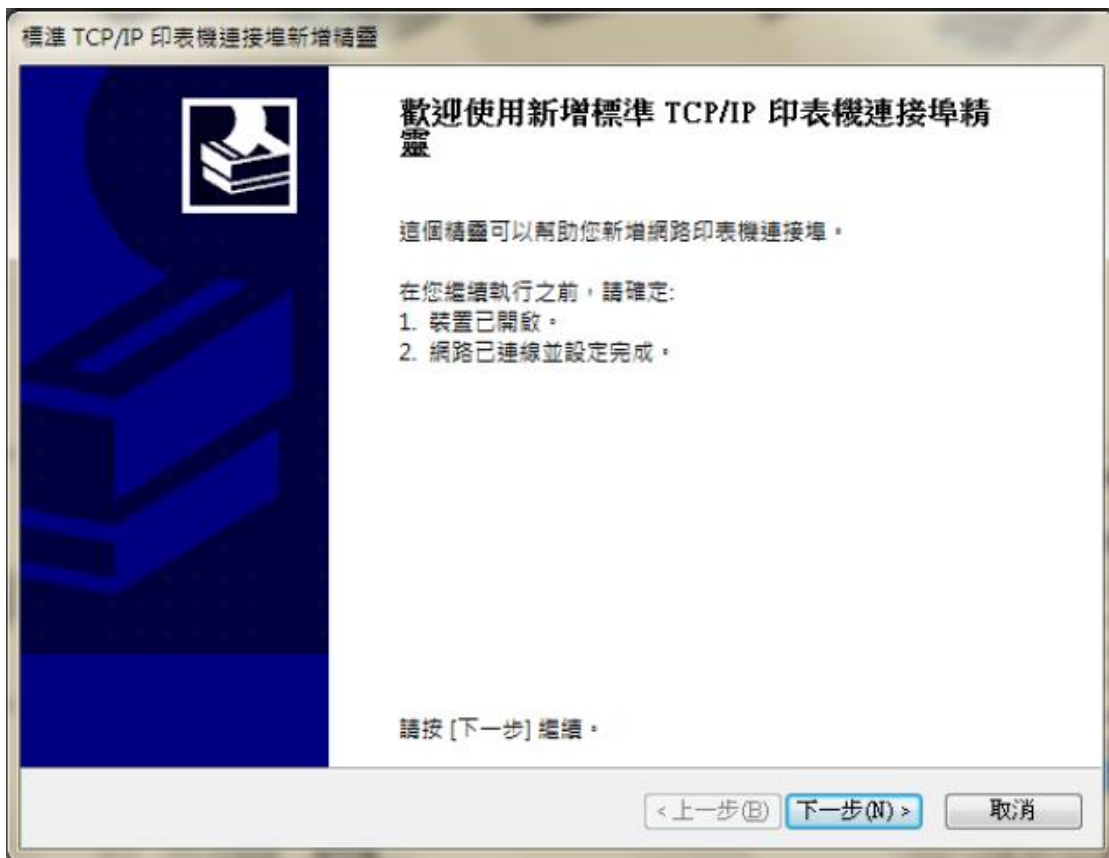 標準 TCP/IP 印表機連接埠新增精靈
歡迎使用新增標準 TCP/IP 印表機連接埠精
靈
這個精靈可以幫助您新增網路印表機連接埠。
在您繼續執行之前，請確定:
1. 裝置已開啟。
2. 網路已連線並設定完成。
請按 [下一步] 繼續。
<上一步(B) 下一步(N) > 取消